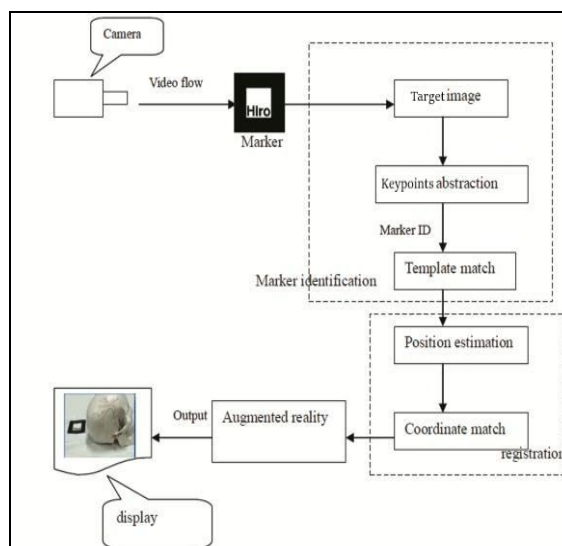 Camera
Video flow
HIro
Marker
Target image
Keypoints abstraction
Marker ID
Template match
Marker identification
Position estimation
Coordinate match
registration
Augmented reality
Output
display